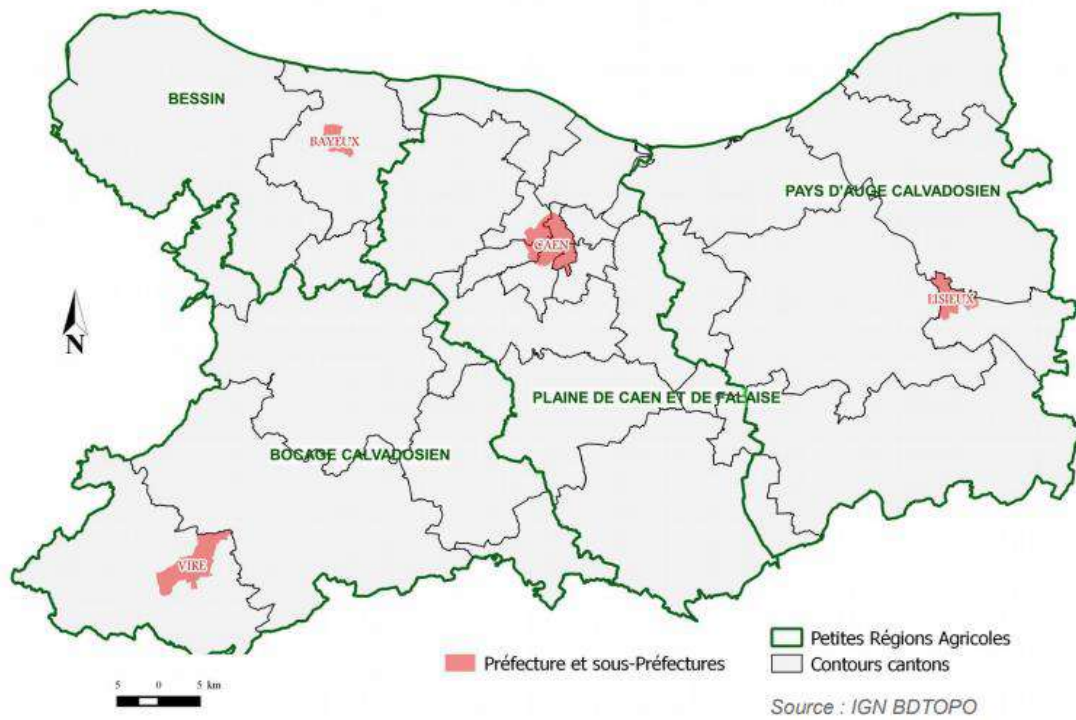 BESSIN
BAYEUX
PAYS D'AUGE CALVADOSIEN
CAEN
LISIEUX
N
PLAINE DE CAEN ET DE FALAISE
BOCAGE CALVADOSIEN
VIRE
Préfecture et sous-Préfectures
Petites Régions Agricoles
Contours cantons
5 0 5 km
Source : IGN BDTOPO